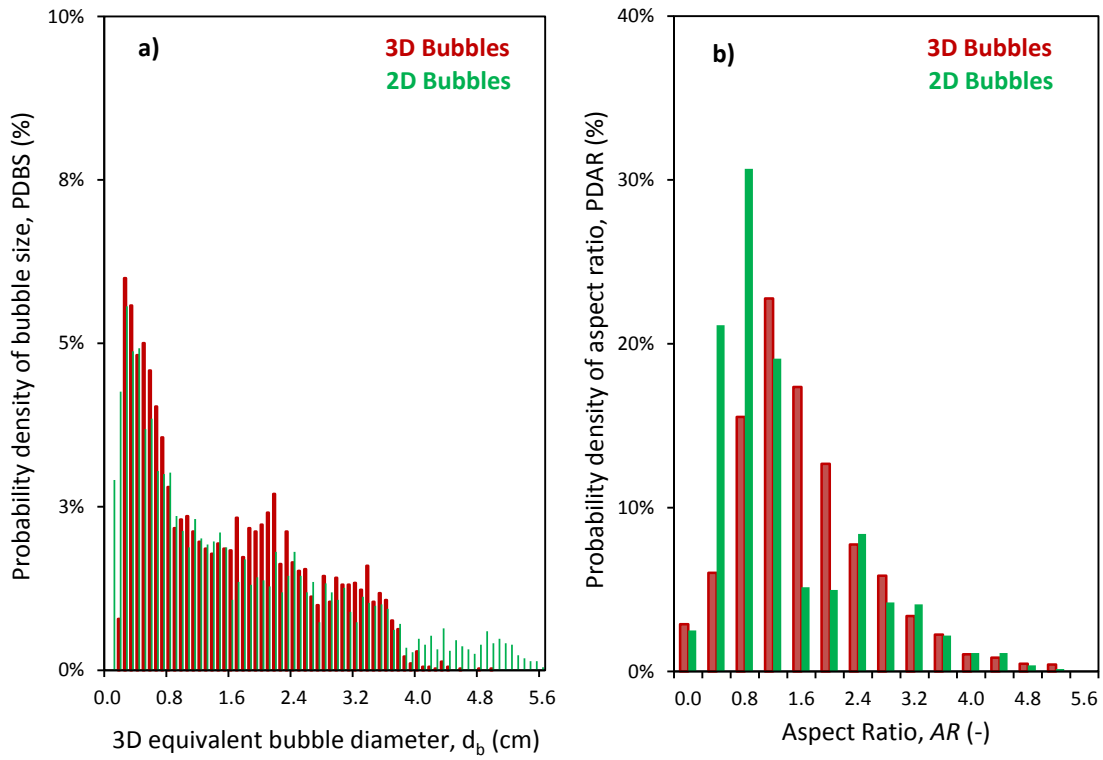 a)
3D Bubbles
2D Bubbles
10%
8%
5%
3%
0%
Probability density of bubble size, PDBS (%)
0.0 0.8 1.6 2.4 3.2 4.0 4.8 5.6
3D equivalent bubble diameter, d_b (cm)
b)
3D Bubbles
2D Bubbles
40%
30%
20%
10%
0%
Probability density of aspect ratio, PDAR (%)
0.0 0.8 1.6 2.4 3.2 4.0 4.8 5.6
Aspect Ratio, AR (-)